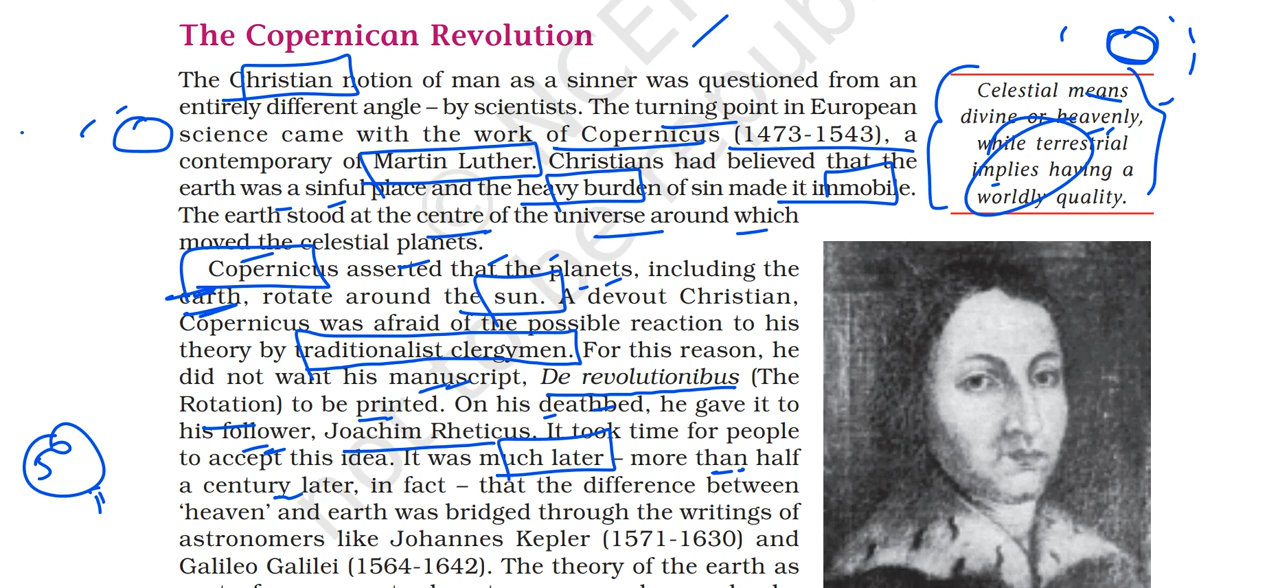 The Copernican Revolution
The Christian notion of man as a sinner was questioned from an
entirely different angle – by scientists. The turning point in European
science came with the work of Copernicus (1473-1543), a
contemporary of Martin Luther. Christians had believed that the
earth was a sinful place and the heavy burden of sin made it immobile.
The earth stood at the centre of the universe around which
moved the celestial planets.
Copernicus asserted that the planets, including the
earth, rotate around the sun. A devout Christian,
Copernicus was afraid of the possible reaction to his
theory by traditionalist clergymen. For this reason, he
did not want his manuscript, De revolutionibus (The
Rotation) to be printed. On his deathbed, he gave it to
his follower, Joachim Rheticus. It took time for people
to accept this idea. It was much later – more than half
a century later, in fact – that the difference between
‘heaven’ and earth was bridged through the writings of
astronomers like Johannes Kepler (1571-1630) and
Galileo Galilei (1564-1642). The theory of the earth as
Celestial means
divine or heavenly,
while terrestrial
implies having a
worldly quality.